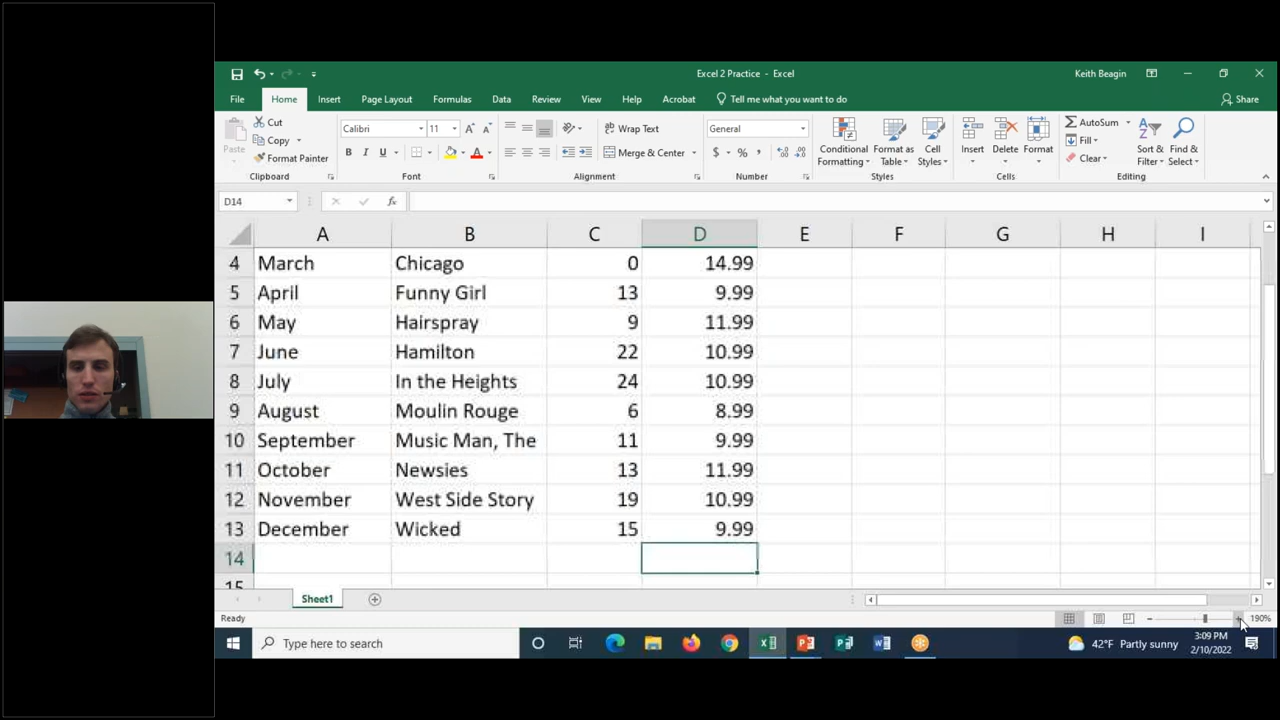 Excel 2 Practice - Excel
Keith Beagin
File Home Insert Page Layout Formulas Data Review View Help Acrobat Tell me what you want to do Share
Paste
Cut
Copy
Format Painter
Clipboard
Calibri 11
B I U
Font
Wrap Text
Merge & Center
Alignment
General
$ % ,
Number
Conditional Formatting
Format as Table
Cell Styles
Styles
Insert Delete Format
Cells
AutoSum
Fill
Clear
Sort & Filter
Find & Select
Editing
D14 fx
A B C D E F G H I
4 March Chicago 0 14.99
5 April Funny Girl 13 9.99
6 May Hairspray 9 11.99
7 June Hamilton 22 10.99
8 July In the Heights 24 10.99
9 August Moulin Rouge 6 8.99
10 September Music Man, The 11 9.99
11 October Newsies 13 11.99
12 November West Side Story 19 10.99
13 December Wicked 15 9.99
14
15
Sheet1
Ready 190%
Type here to search
42°F Partly sunny
3:09 PM
2/10/2022